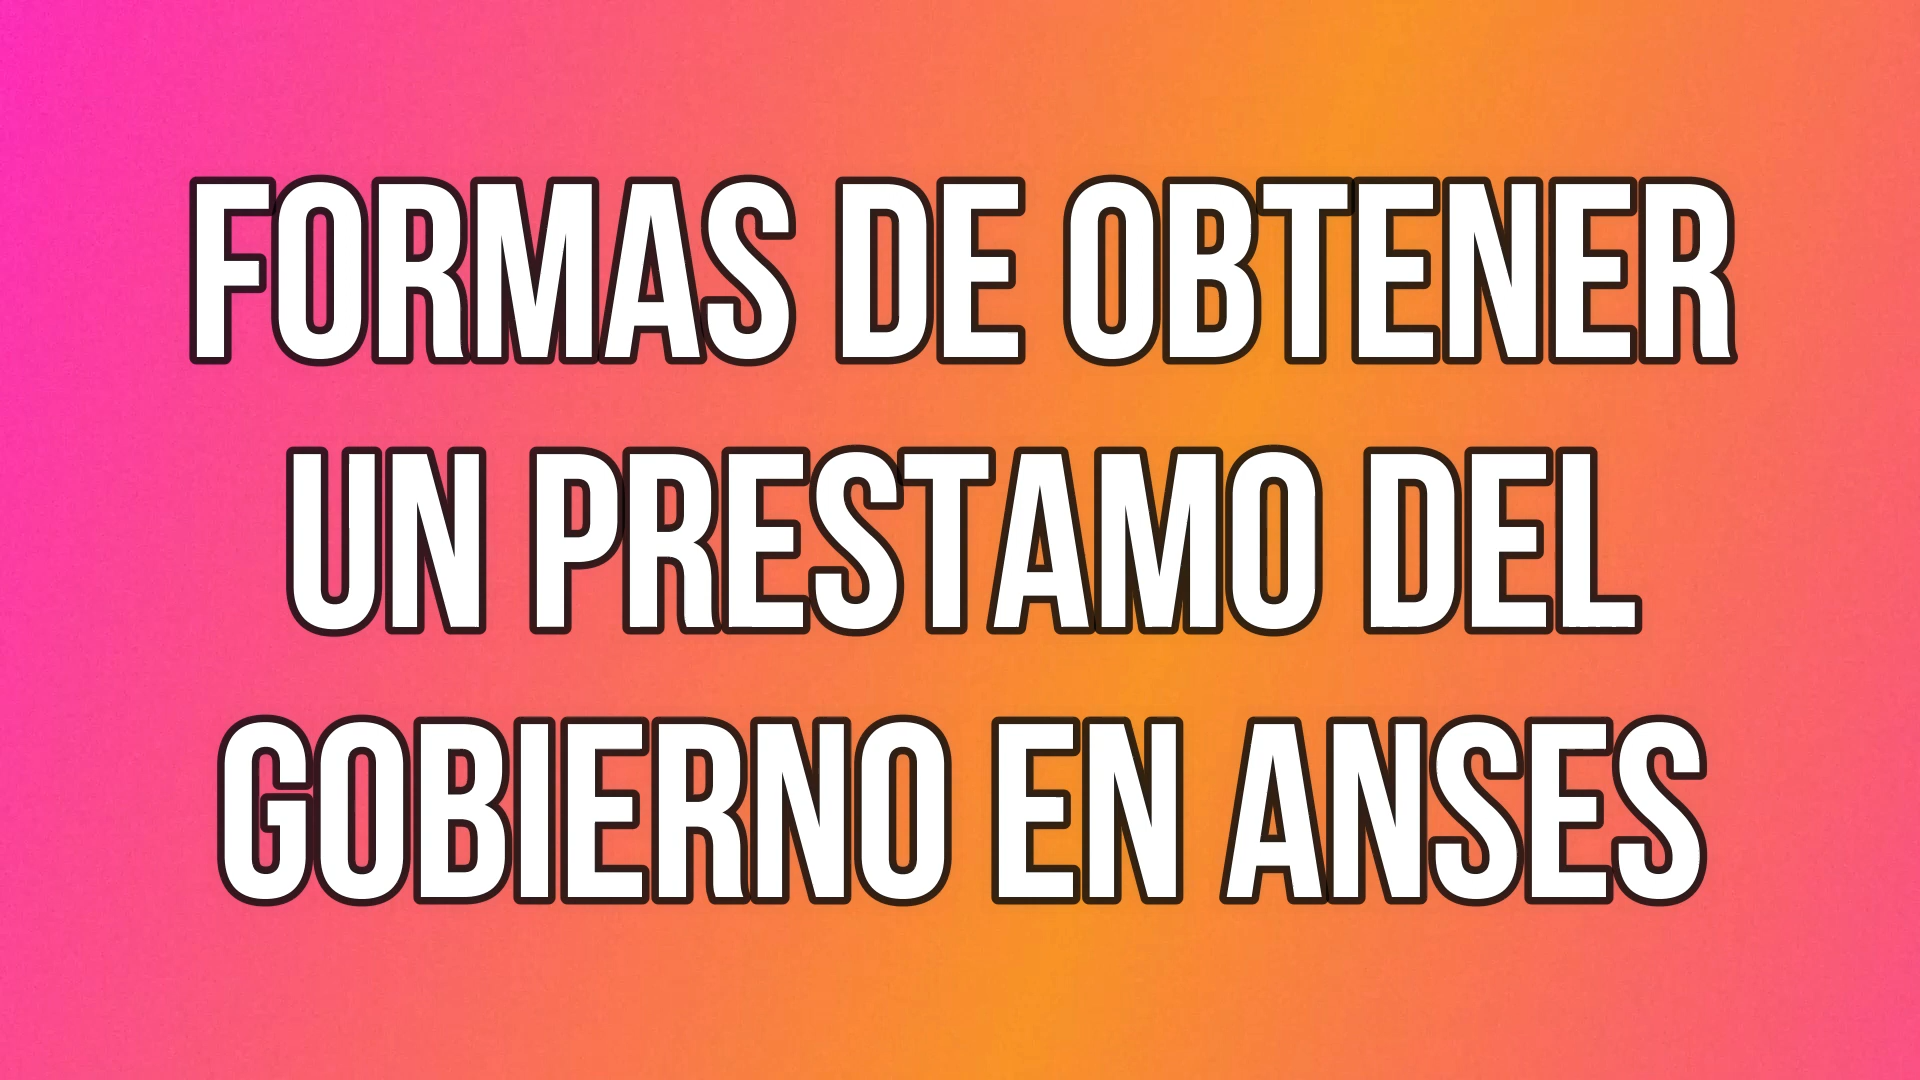 FORMAS DE OBTENER
UN PRESTAMO DEL
GOBIERNO EN ANSES